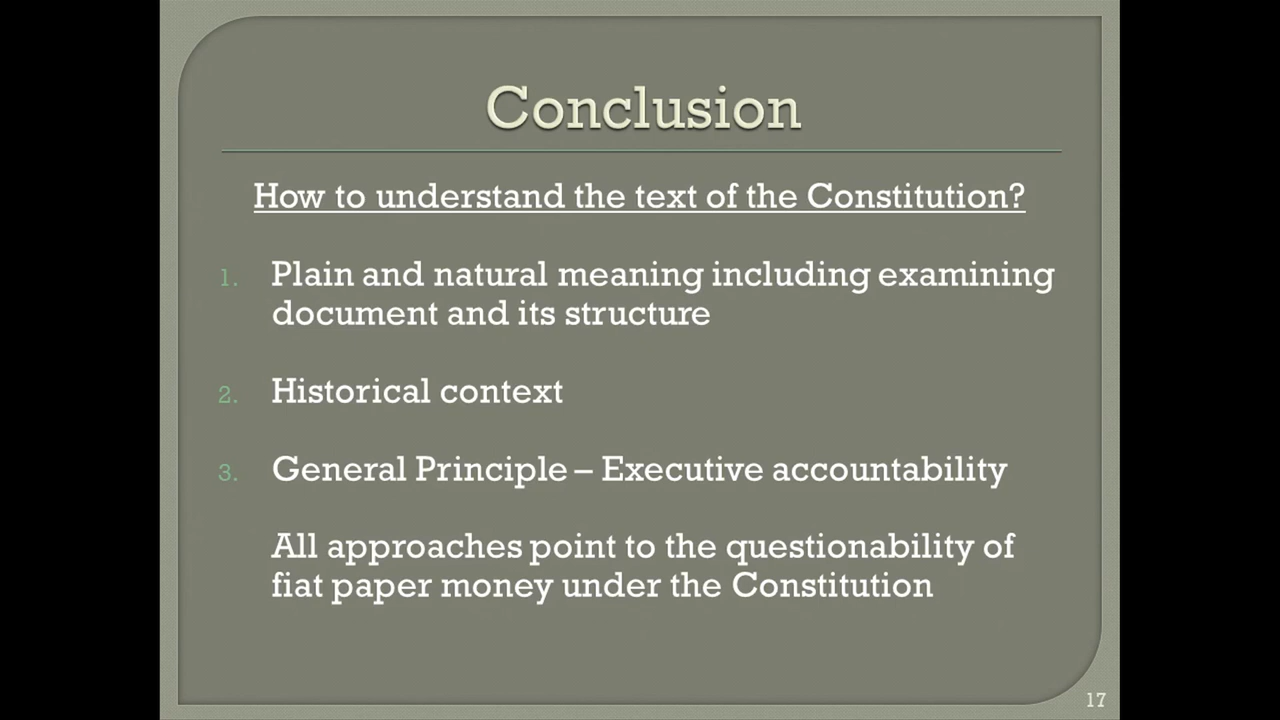 Conclusion
How to understand the text of the Constitution?
1. Plain and natural meaning including examining
document and its structure
2. Historical context
3. General Principle – Executive accountability
All approaches point to the questionability of
fiat paper money under the Constitution
17